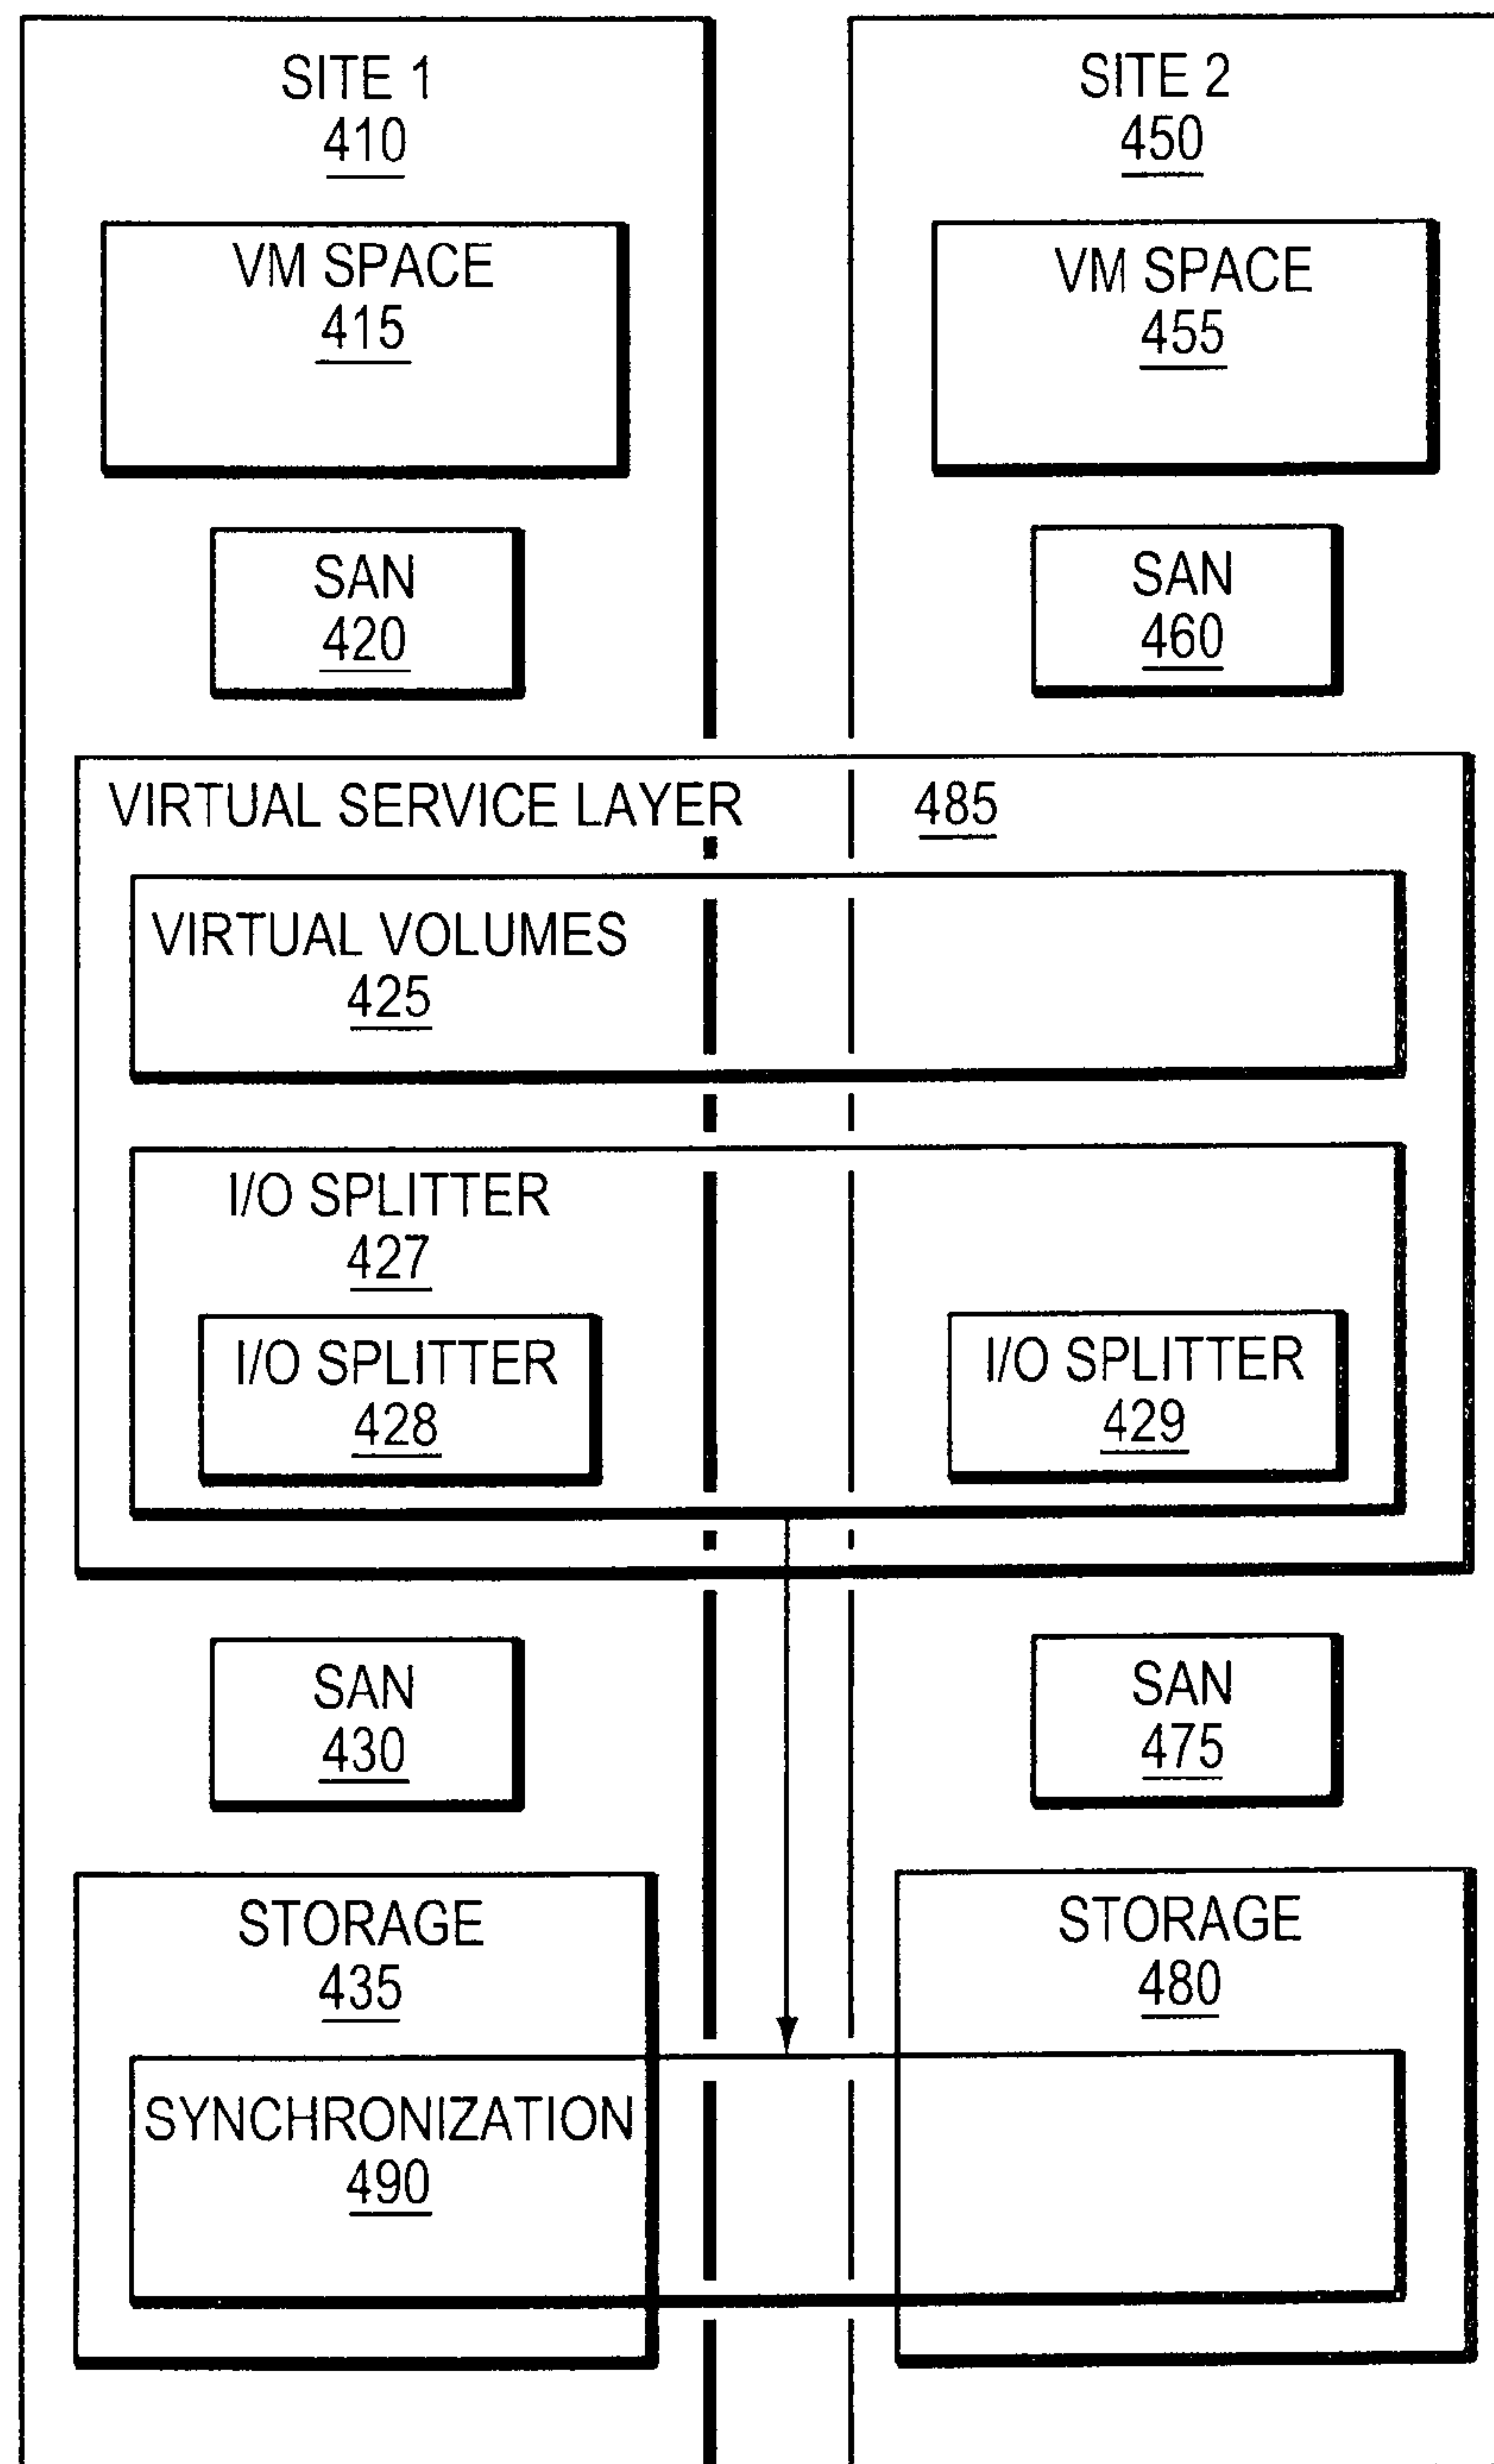 SITE 1
410
SITE 2
450
VM SPACE
415
VM SPACE
455
SAN
420
SAN
460
VIRTUAL SERVICE LAYER 485
VIRTUAL VOLUMES
425
I/O SPLITTER
427
I/O SPLITTER
428
I/O SPLITTER
429
SAN
430
SAN
475
STORAGE
435
STORAGE
480
SYNCHRONIZATION
490